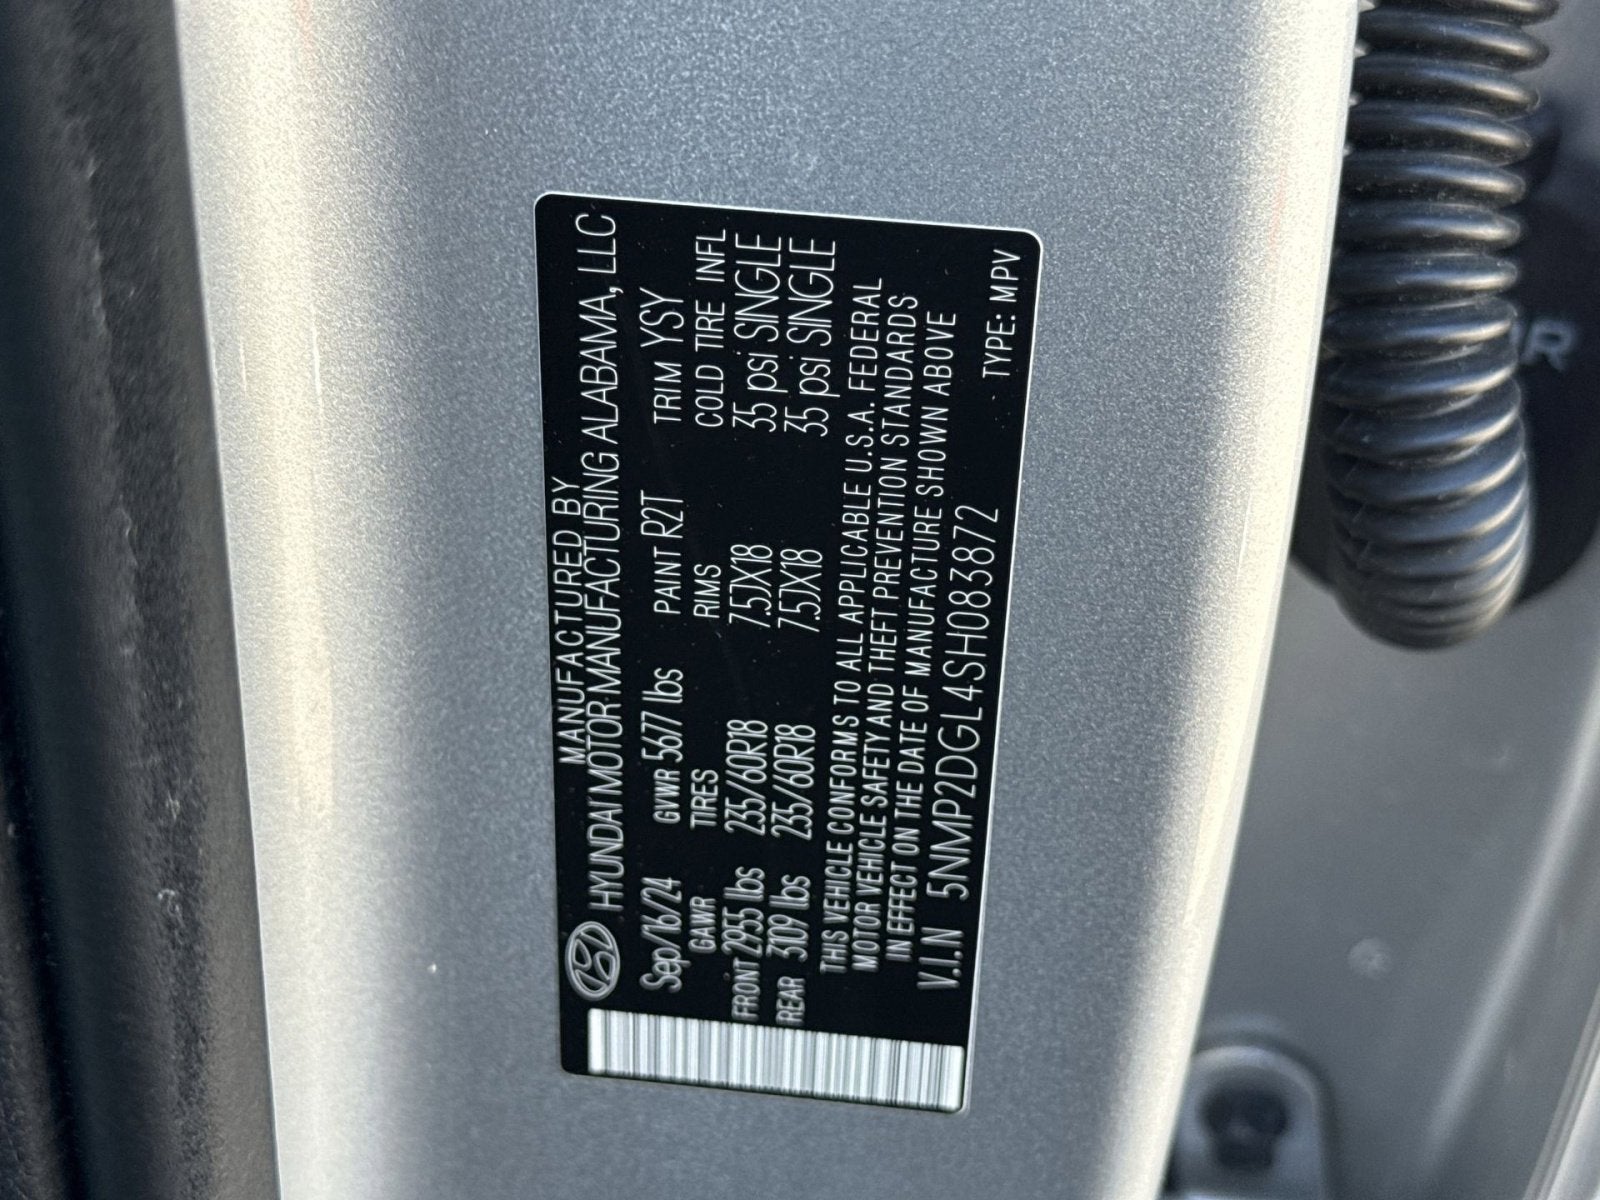 MANUFACTURED BY
HYUNDAI MOTOR MANUFACTURING ALABAMA, LLC
Sep/16/24 GVWR 5677 lbs PAINT R2T TRIM YSY
GAWR TIRES RIMS COLD TIRE INFL
FRONT 2955 lbs 235/60R18 7.5JX18 35 psi SINGLE
REAR 3109 lbs 235/60R18 7.5JX18 35 psi SINGLE
THIS VEHICLE CONFORMS TO ALL APPLICABLE U.S.A. FEDERAL
MOTOR VEHICLE SAFETY AND THEFT PREVENTION STANDARDS
IN EFFECT ON THE DATE OF MANUFACTURE SHOWN ABOVE
V.I.N 5NMP2DGL4SH083872 TYPE: MPV